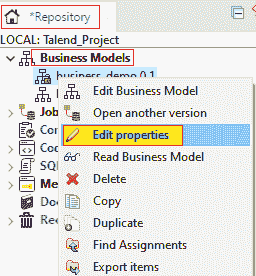 *Repository
LOCAL: Talend_Project
Business Models
business_demo 0.1
Edit Business Model
Open another version
Job
Edit properties
Co
Read Business Model
Co
SQ
Delete
Me
Copy
Do
Duplicate
Rec
Find Assignments
Export items